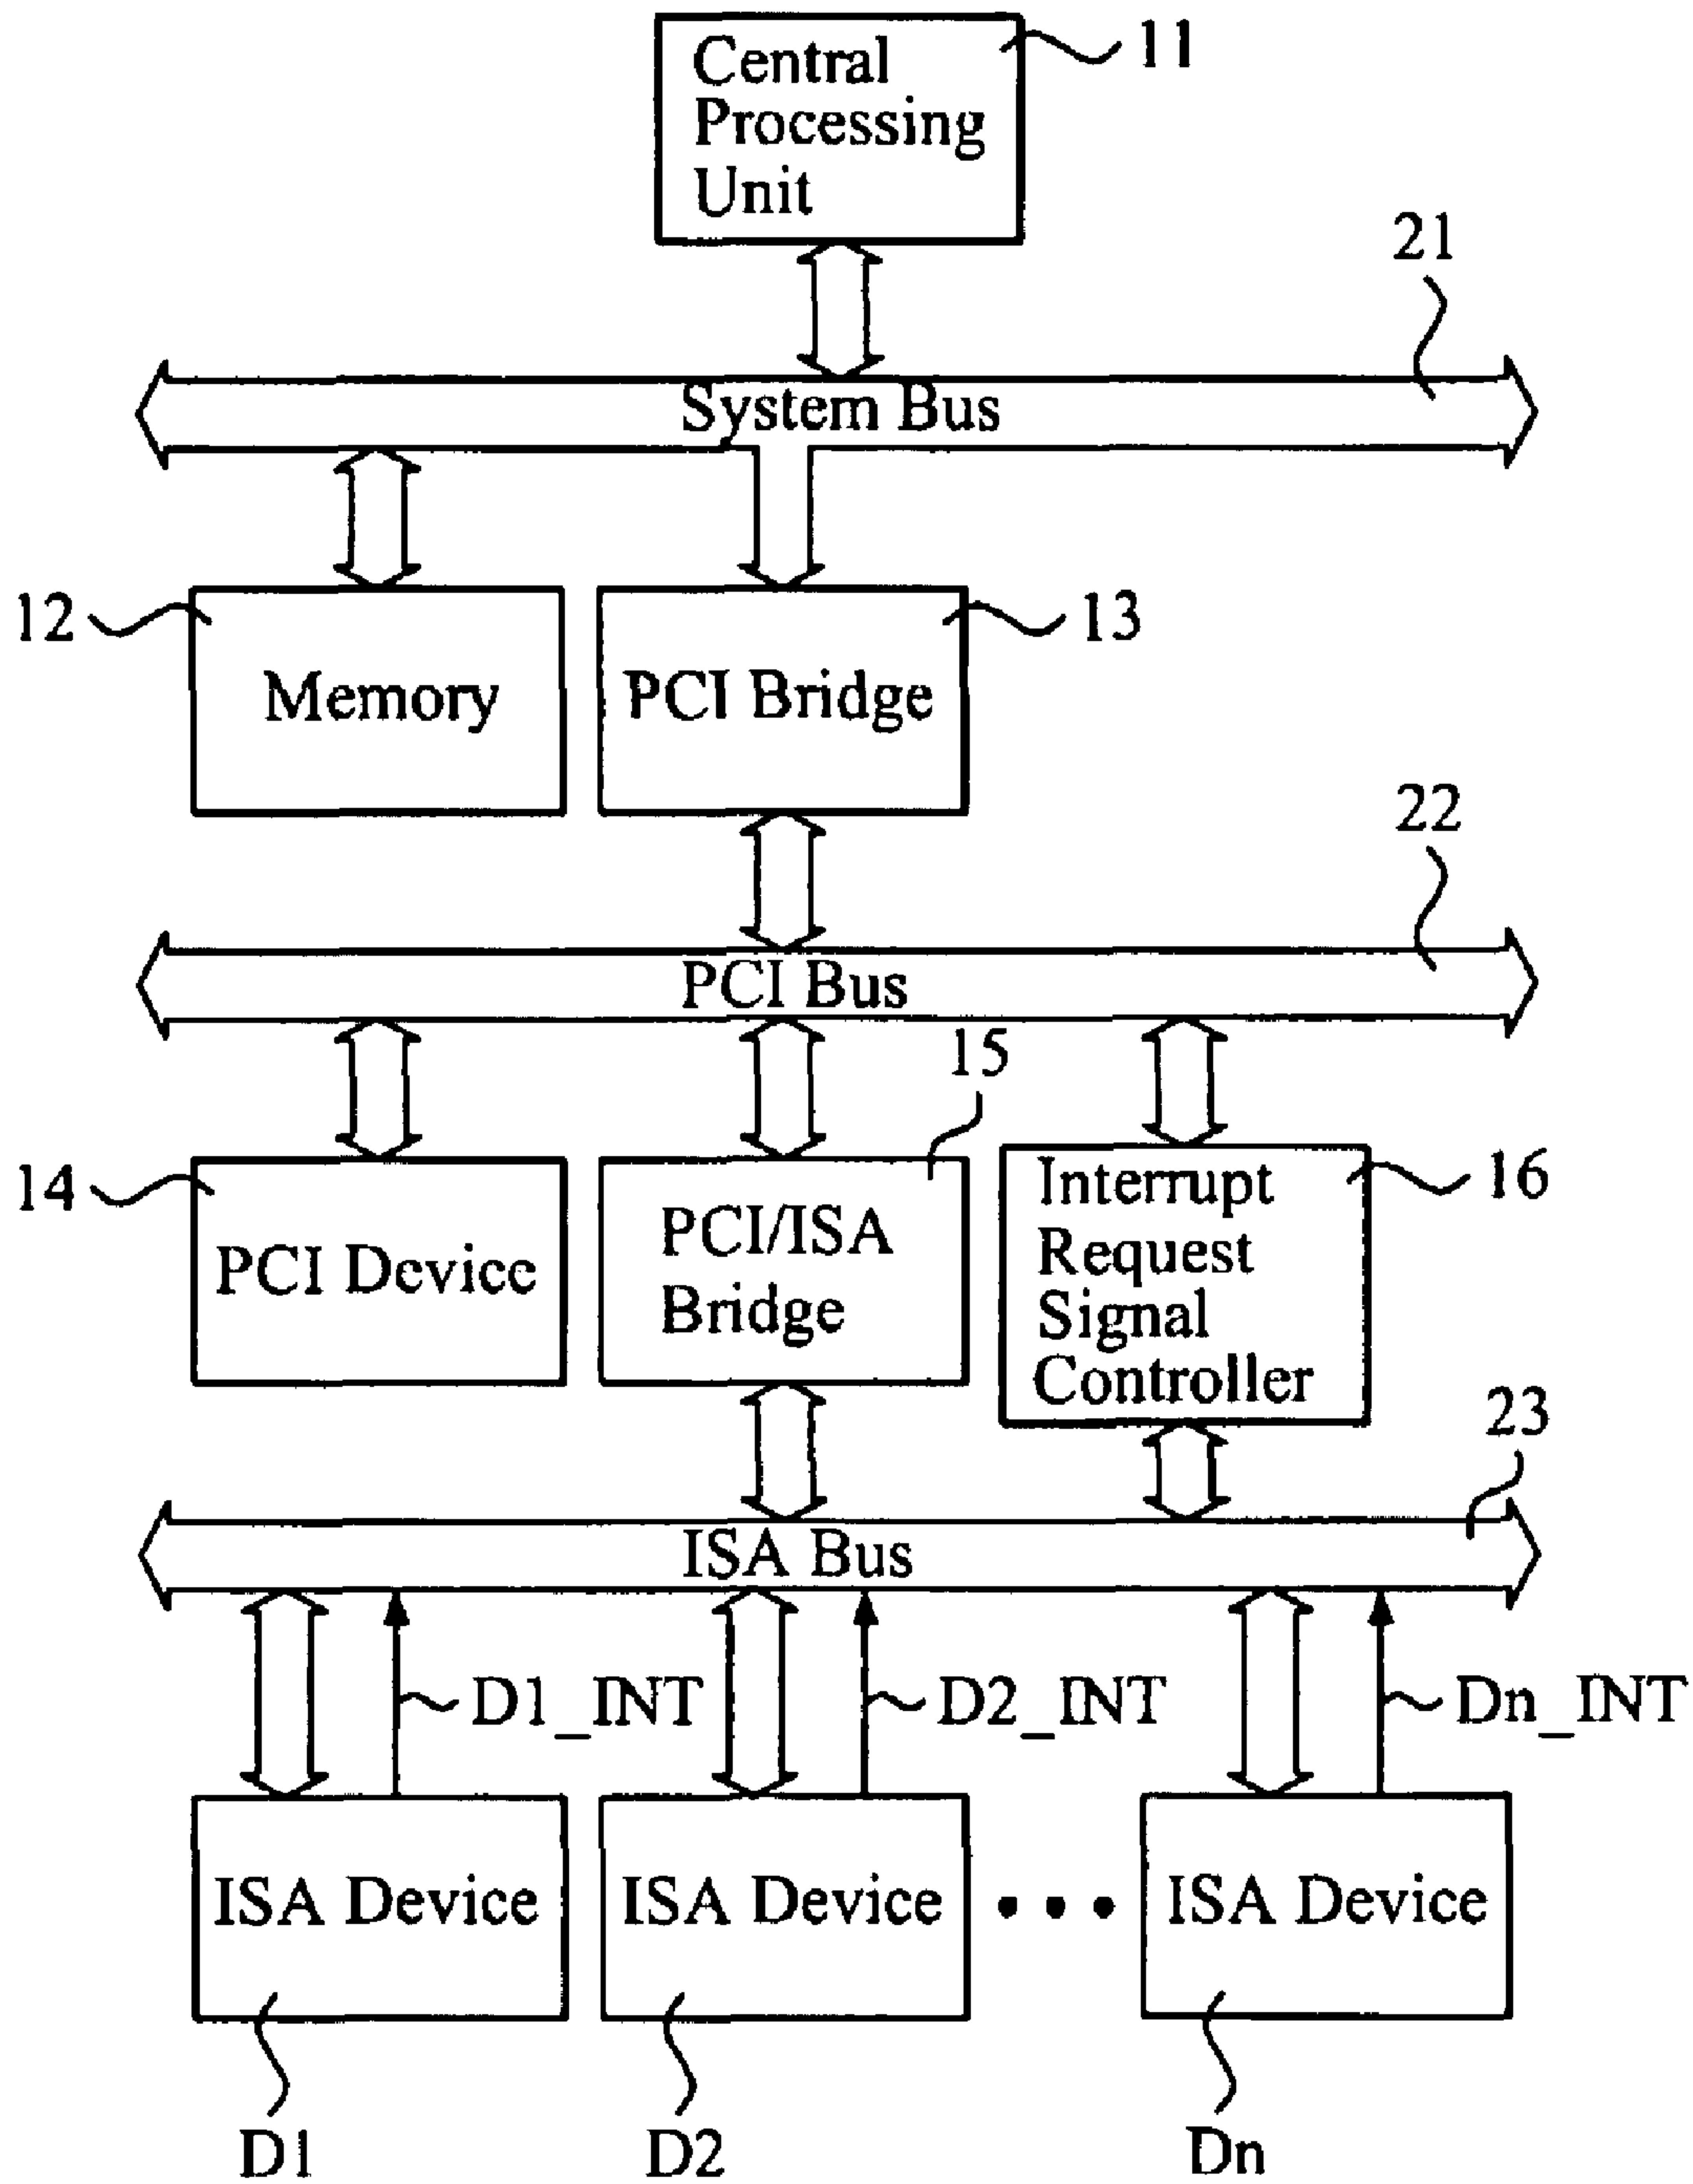 Central
Processing
Unit
11
21
System Bus
12
Memory
PCI Bridge
13
22
PCI Bus
15
14
PCI Device
PCI/ISA
Bridge
Interrupt
Request
Signal
Controller
16
23
ISA Bus
D1_INT
D2_INT
Dn_INT
ISA Device
ISA Device
ISA Device
D1
D2
Dn